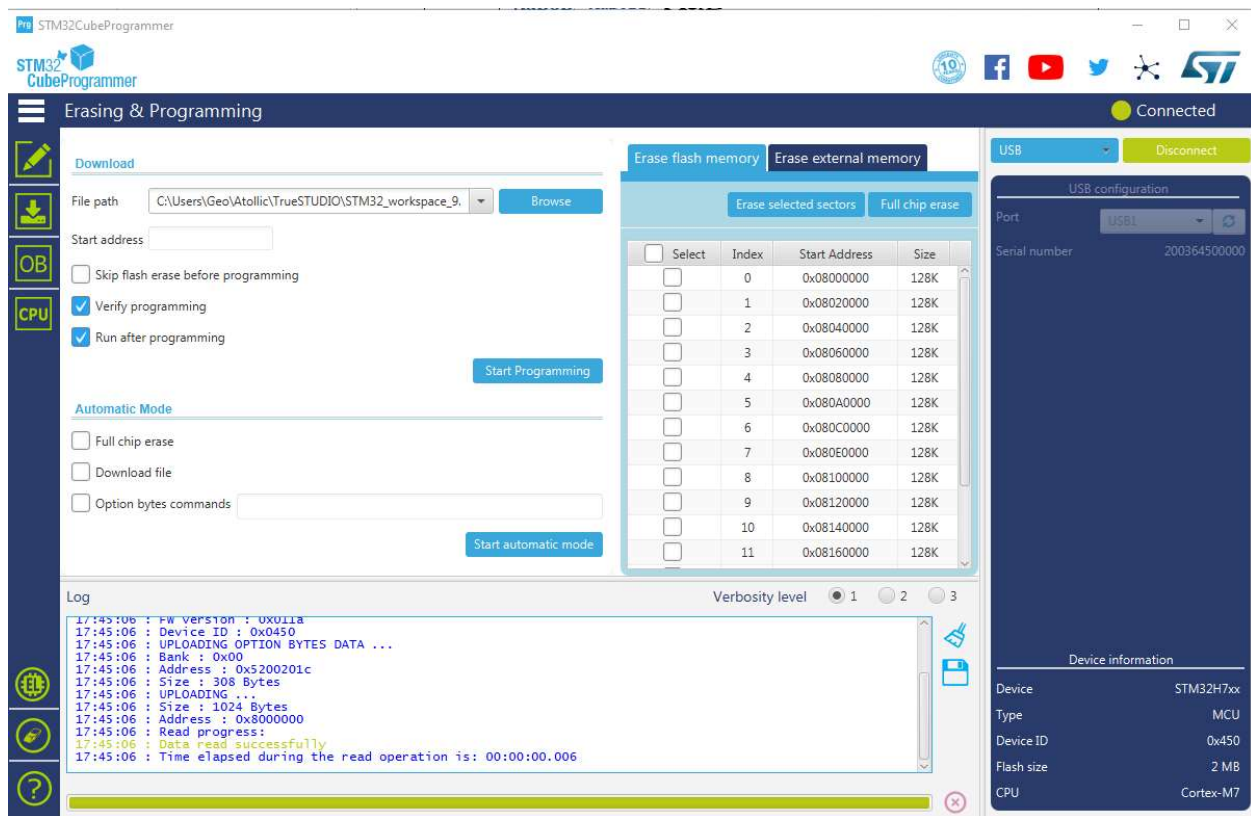 Pro STM32CubeProgrammer
STM32
CubeProgrammer
10
Erasing & Programming
Connected
Download
File path C:\Users\Geo\Atollic\TrueSTUDIO\STM32_workspace_9. Browse
Start address
Skip flash erase before programming
Verify programming
Run after programming
Start Programming
Automatic Mode
Full chip erase
Download file
Option bytes commands
Start automatic mode
OB
CPU
Erase flash memory Erase external memory
Erase selected sectors Full chip erase
Select Index Start Address Size
0 0x08000000 128K
1 0x08020000 128K
2 0x08040000 128K
3 0x08060000 128K
4 0x08080000 128K
5 0x080A0000 128K
6 0x080C0000 128K
7 0x080E0000 128K
8 0x08100000 128K
9 0x08120000 128K
10 0x08140000 128K
11 0x08160000 128K
Log
Verbosity level 1 2 3
17:45:06 : FW version : 0x011a
17:45:06 : Device ID : 0x0450
17:45:06 : UPLOADING OPTION BYTES DATA ...
17:45:06 : Bank : 0x00
17:45:06 : Address : 0x5200201c
17:45:06 : Size : 308 Bytes
17:45:06 : UPLOADING ...
17:45:06 : Size : 1024 Bytes
17:45:06 : Address : 0x8000000
17:45:06 : Read progress:
17:45:06 : Data read successfully
17:45:06 : Time elapsed during the read operation is: 00:00:00.006
USB Disconnect
USB configuration
Port USB1
Serial number 200364500000
Device information
Device STM32H7xx
Type MCU
Device ID 0x450
Flash size 2 MB
CPU Cortex-M7